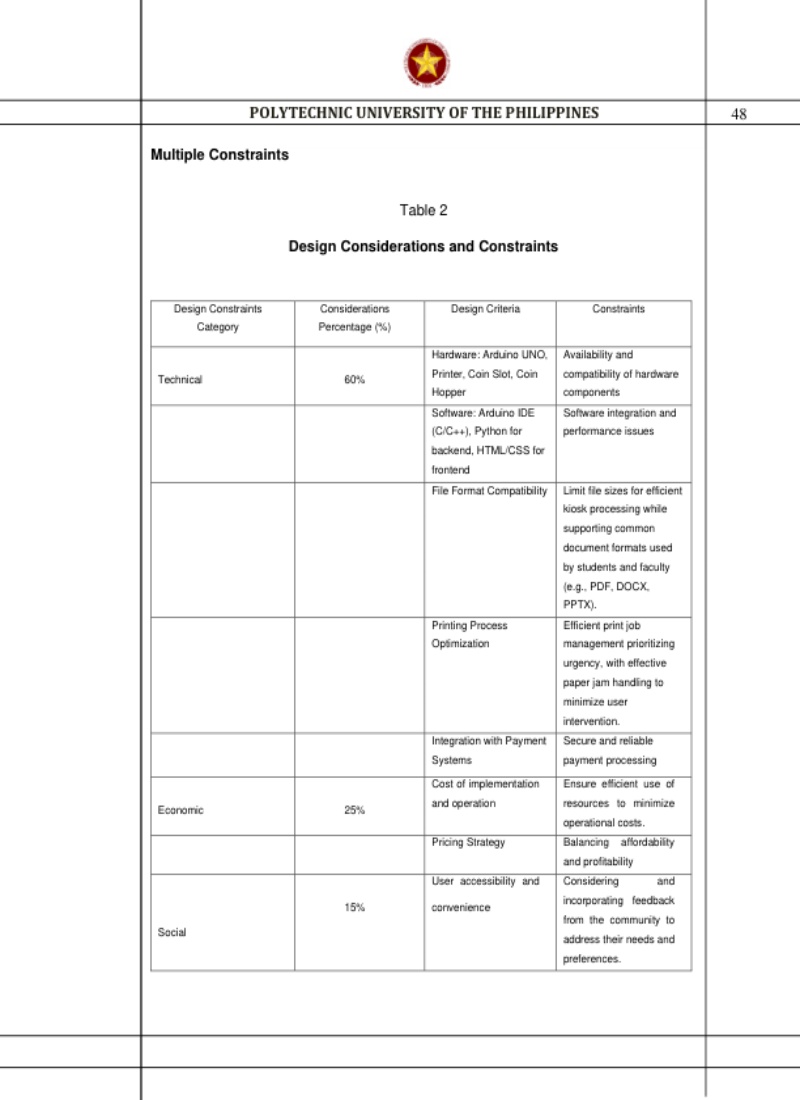 POLYTECHNIC UNIVERSITY OF THE PHILIPPINES
48
Multiple Constraints
Table 2
Design Considerations and Constraints
Design Constraints
Category
Considerations
Percentage (%)
Design Criteria
Constraints
Technical
60%
Hardware: Arduino UNO,
Printer, Coin Slot, Coin
Hopper
Availability and
compatibility of hardware
components
Software: Arduino IDE
(C/C++), Python for
backend, HTML/CSS for
frontend
Software integration and
performance issues
File Format Compatibility
Limit file sizes for efficient
kiosk processing while
supporting common
document formats used
by students and faculty
(e.g., PDF, DOCX,
PPTX).
Printing Process
Optimization
Efficient print job
management prioritizing
urgency, with effective
paper jam handling to
minimize user
intervention.
Integration with Payment
Systems
Secure and reliable
payment processing
Economic
25%
Cost of implementation
and operation
Ensure efficient use of
resources to minimize
operational costs.
Pricing Strategy
Balancing affordability
and profitability
Social
15%
User accessibility and
convenience
Considering and
incorporating feedback
from the community to
address their needs and
preferences.